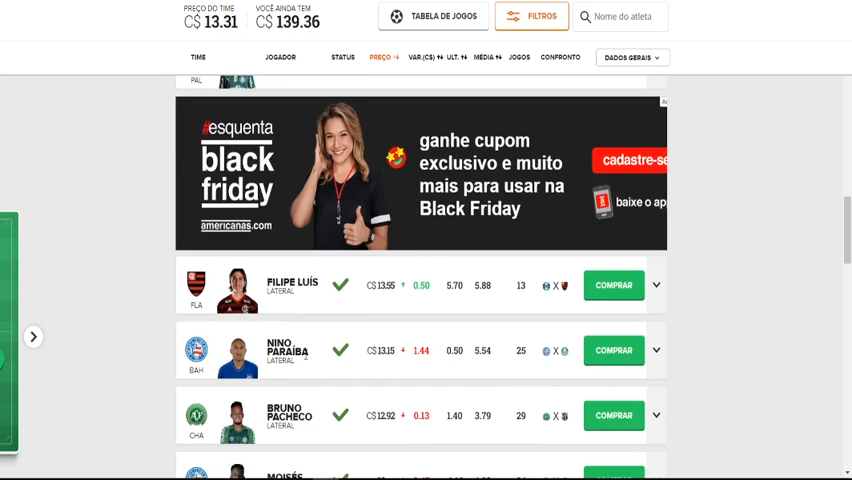 PREÇO DO TIME
C$ 13.31
VOCÊ AINDA TEM
C$ 139.36
TABELA DE JOGOS
FILTROS
Nome do atleta
TIME JOGADOR STATUS PREÇO VAR.(C$) ULT. MÉDIA JOGOS CONFRONTO DADOS GERAIS
PAL
#esquenta
black
friday
americanas.com
ganhe cupom
exclusivo e muito
mais para usar na
Black Friday
cadastre-se
baixe o app
FLA
FILIPE LUÍS
LATERAL
C$ 13.55 0.50 5.70 5.88 13 X COMPRAR
BAH
NINO
PARAÍBA
LATERAL
C$ 13.15 1.44 0.50 5.54 25 X COMPRAR
CHA
BRUNO
PACHECO
LATERAL
C$ 12.92 0.13 1.40 3.79 29 X COMPRAR
MOISÉS